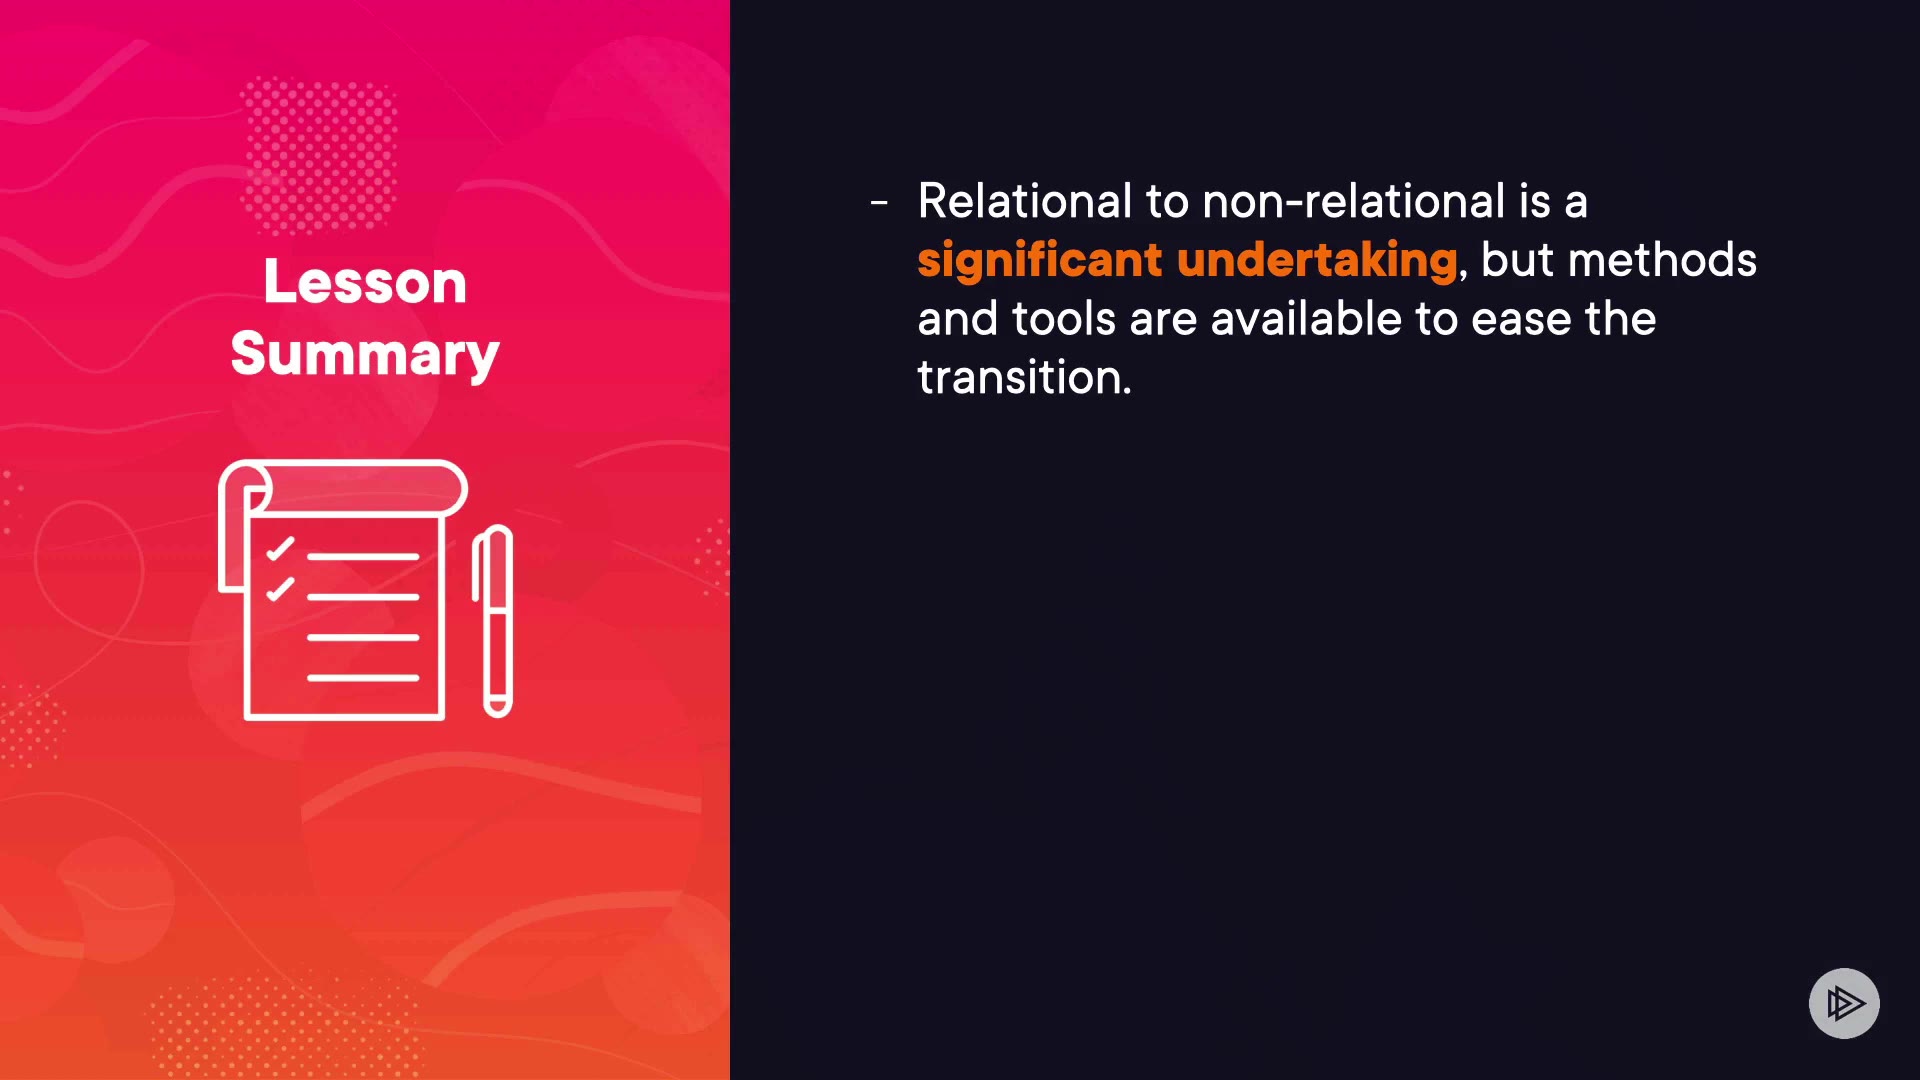 Lesson
Summary
- Relational to non-relational is a
significant undertaking, but methods
and tools are available to ease the
transition.